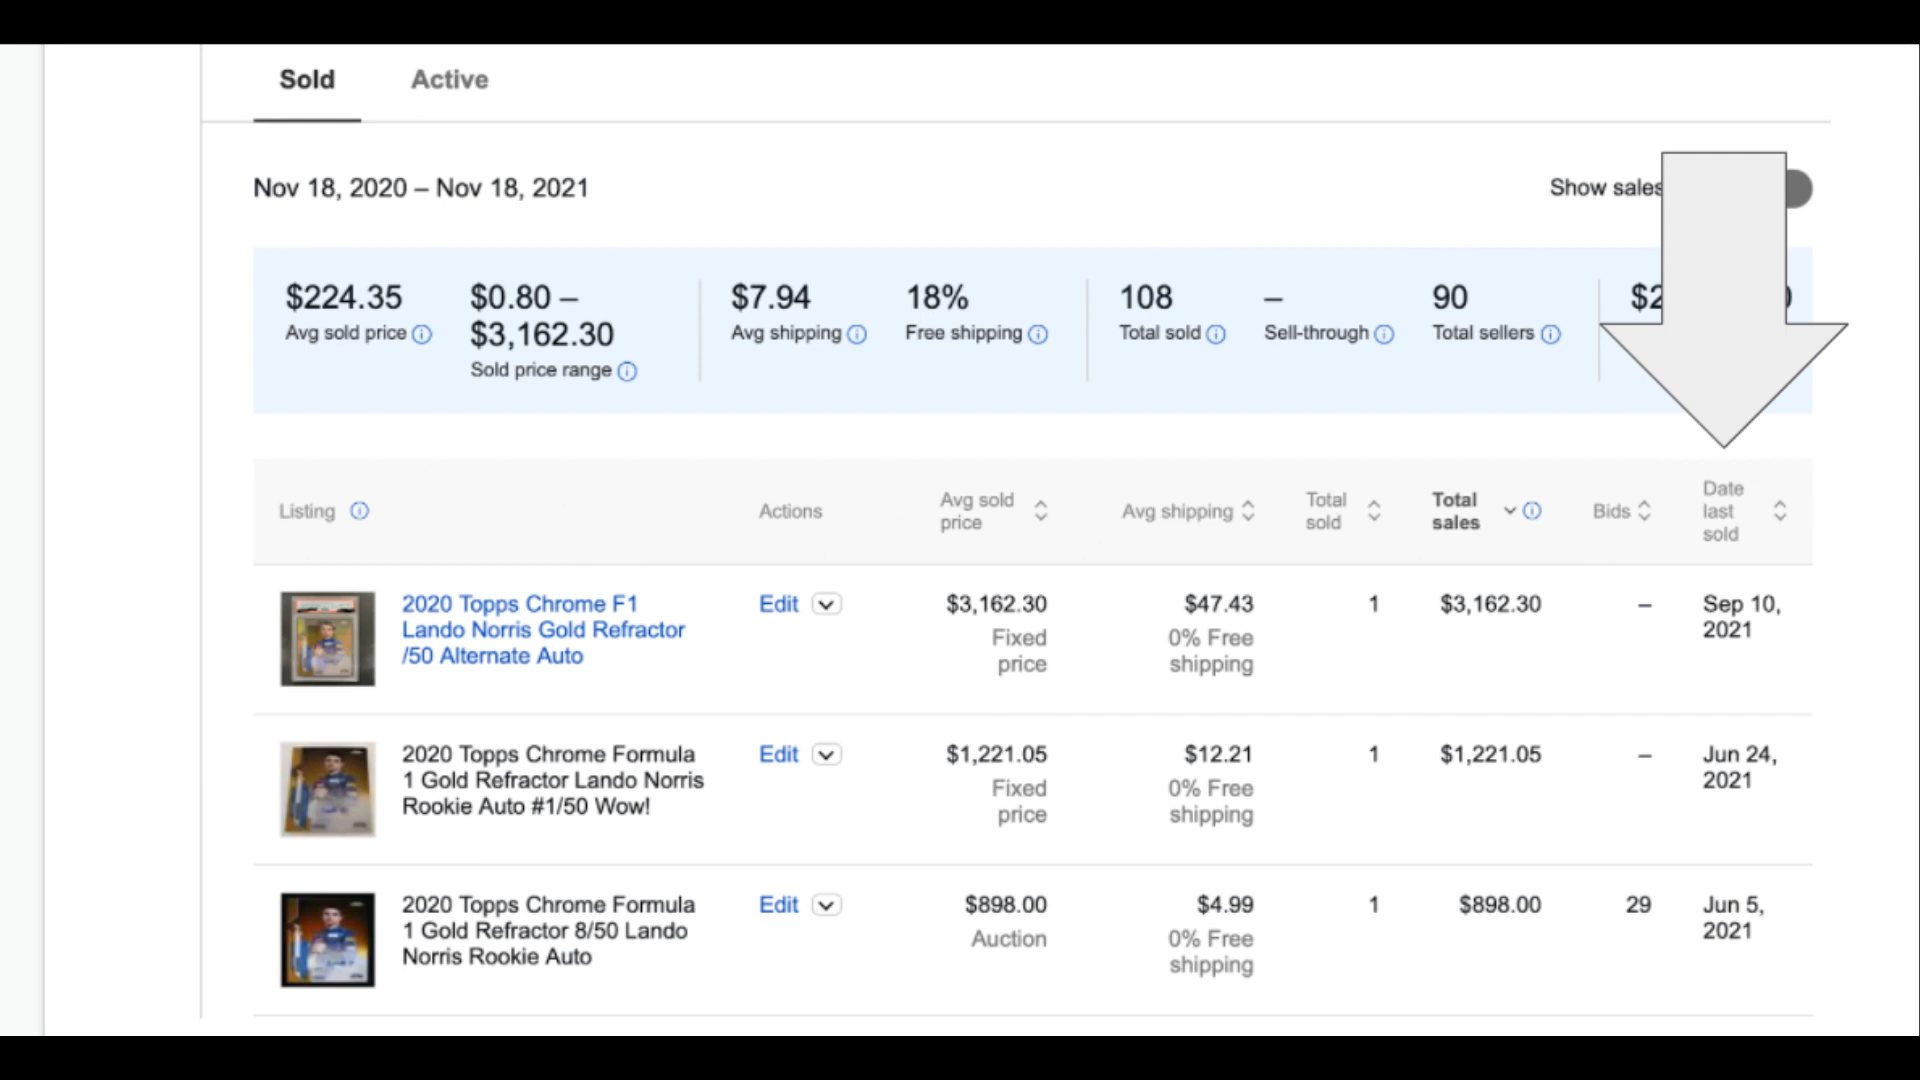 Sold Active
Nov 18, 2020 – Nov 18, 2021
Show sales
$224.35
Avg sold price
$0.80 –
$3,162.30
Sold price range
$7.94
Avg shipping
18%
Free shipping
108
Total sold
–
Sell-through
90
Total sellers
Listing
Actions
Avg sold
price
Avg shipping
Total
sold
Total
sales
Bids
Date
last
sold
2020 Topps Chrome F1
Lando Norris Gold Refractor
/50 Alternate Auto
Edit
$3,162.30
Fixed
price
$47.43
0% Free
shipping
1
$3,162.30
–
Sep 10,
2021
2020 Topps Chrome Formula
1 Gold Refractor Lando Norris
Rookie Auto #1/50 Wow!
Edit
$1,221.05
Fixed
price
$12.21
0% Free
shipping
1
$1,221.05
–
Jun 24,
2021
2020 Topps Chrome Formula
1 Gold Refractor 8/50 Lando
Norris Rookie Auto
Edit
$898.00
Auction
$4.99
0% Free
shipping
1
$898.00
29
Jun 5,
2021